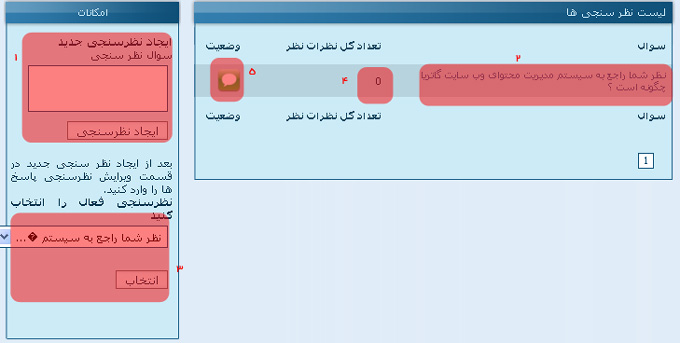 لیست نظر سنجی ها
سوال تعداد کل نظرات نظر وضعیت
۲
۴
۵
نظر شما راجع به سیستم مدیریت محتوای وب سایت گاتریا
چگونه است ؟
0
سوال تعداد کل نظرات نظر وضعیت
1
امکانات
ایجاد نظرسنجی جدید
سوال نظر سنجی
۱
ایجاد نظرسنجی
بعد از ایجاد نظر سنجی جدید در
قسمت ویرایش نظرسنجی پاسخ
ها را وارد کنید.
نظرسنجی فعال را انتخاب
کنید
نظر شما راجع به سیستم �...
۳
انتخاب